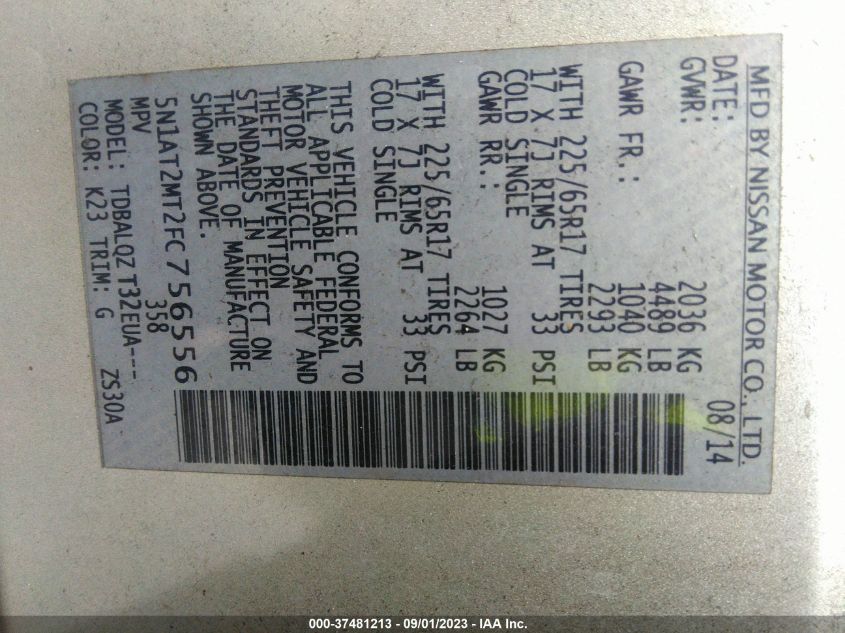 MFD BY NISSAN MOTOR CO., LTD.
DATE: 08/14
GVWR: 2036 KG
4489 LB
GAWR FR.: 1040 KG
2293 LB
WITH 225/65R17 TIRES
17 X 7J RIMS AT 33 PSI
COLD SINGLE
GAWR RR.: 1027 KG
2264 LB
WITH 225/65R17 TIRES
17 X 7J RIMS AT 33 PSI
COLD SINGLE
THIS VEHICLE CONFORMS TO
ALL APPLICABLE FEDERAL
MOTOR VEHICLE SAFETY AND
THEFT PREVENTION
STANDARDS IN EFFECT ON
THE DATE OF MANUFACTURE
SHOWN ABOVE.
5N1AT2MT2FC756556
MPV 358
MODEL: TDBALQZ T32EUA---
COLOR: K23 TRIM: G ZS30A
000-37481213 - 09/01/2023 - IAA Inc.